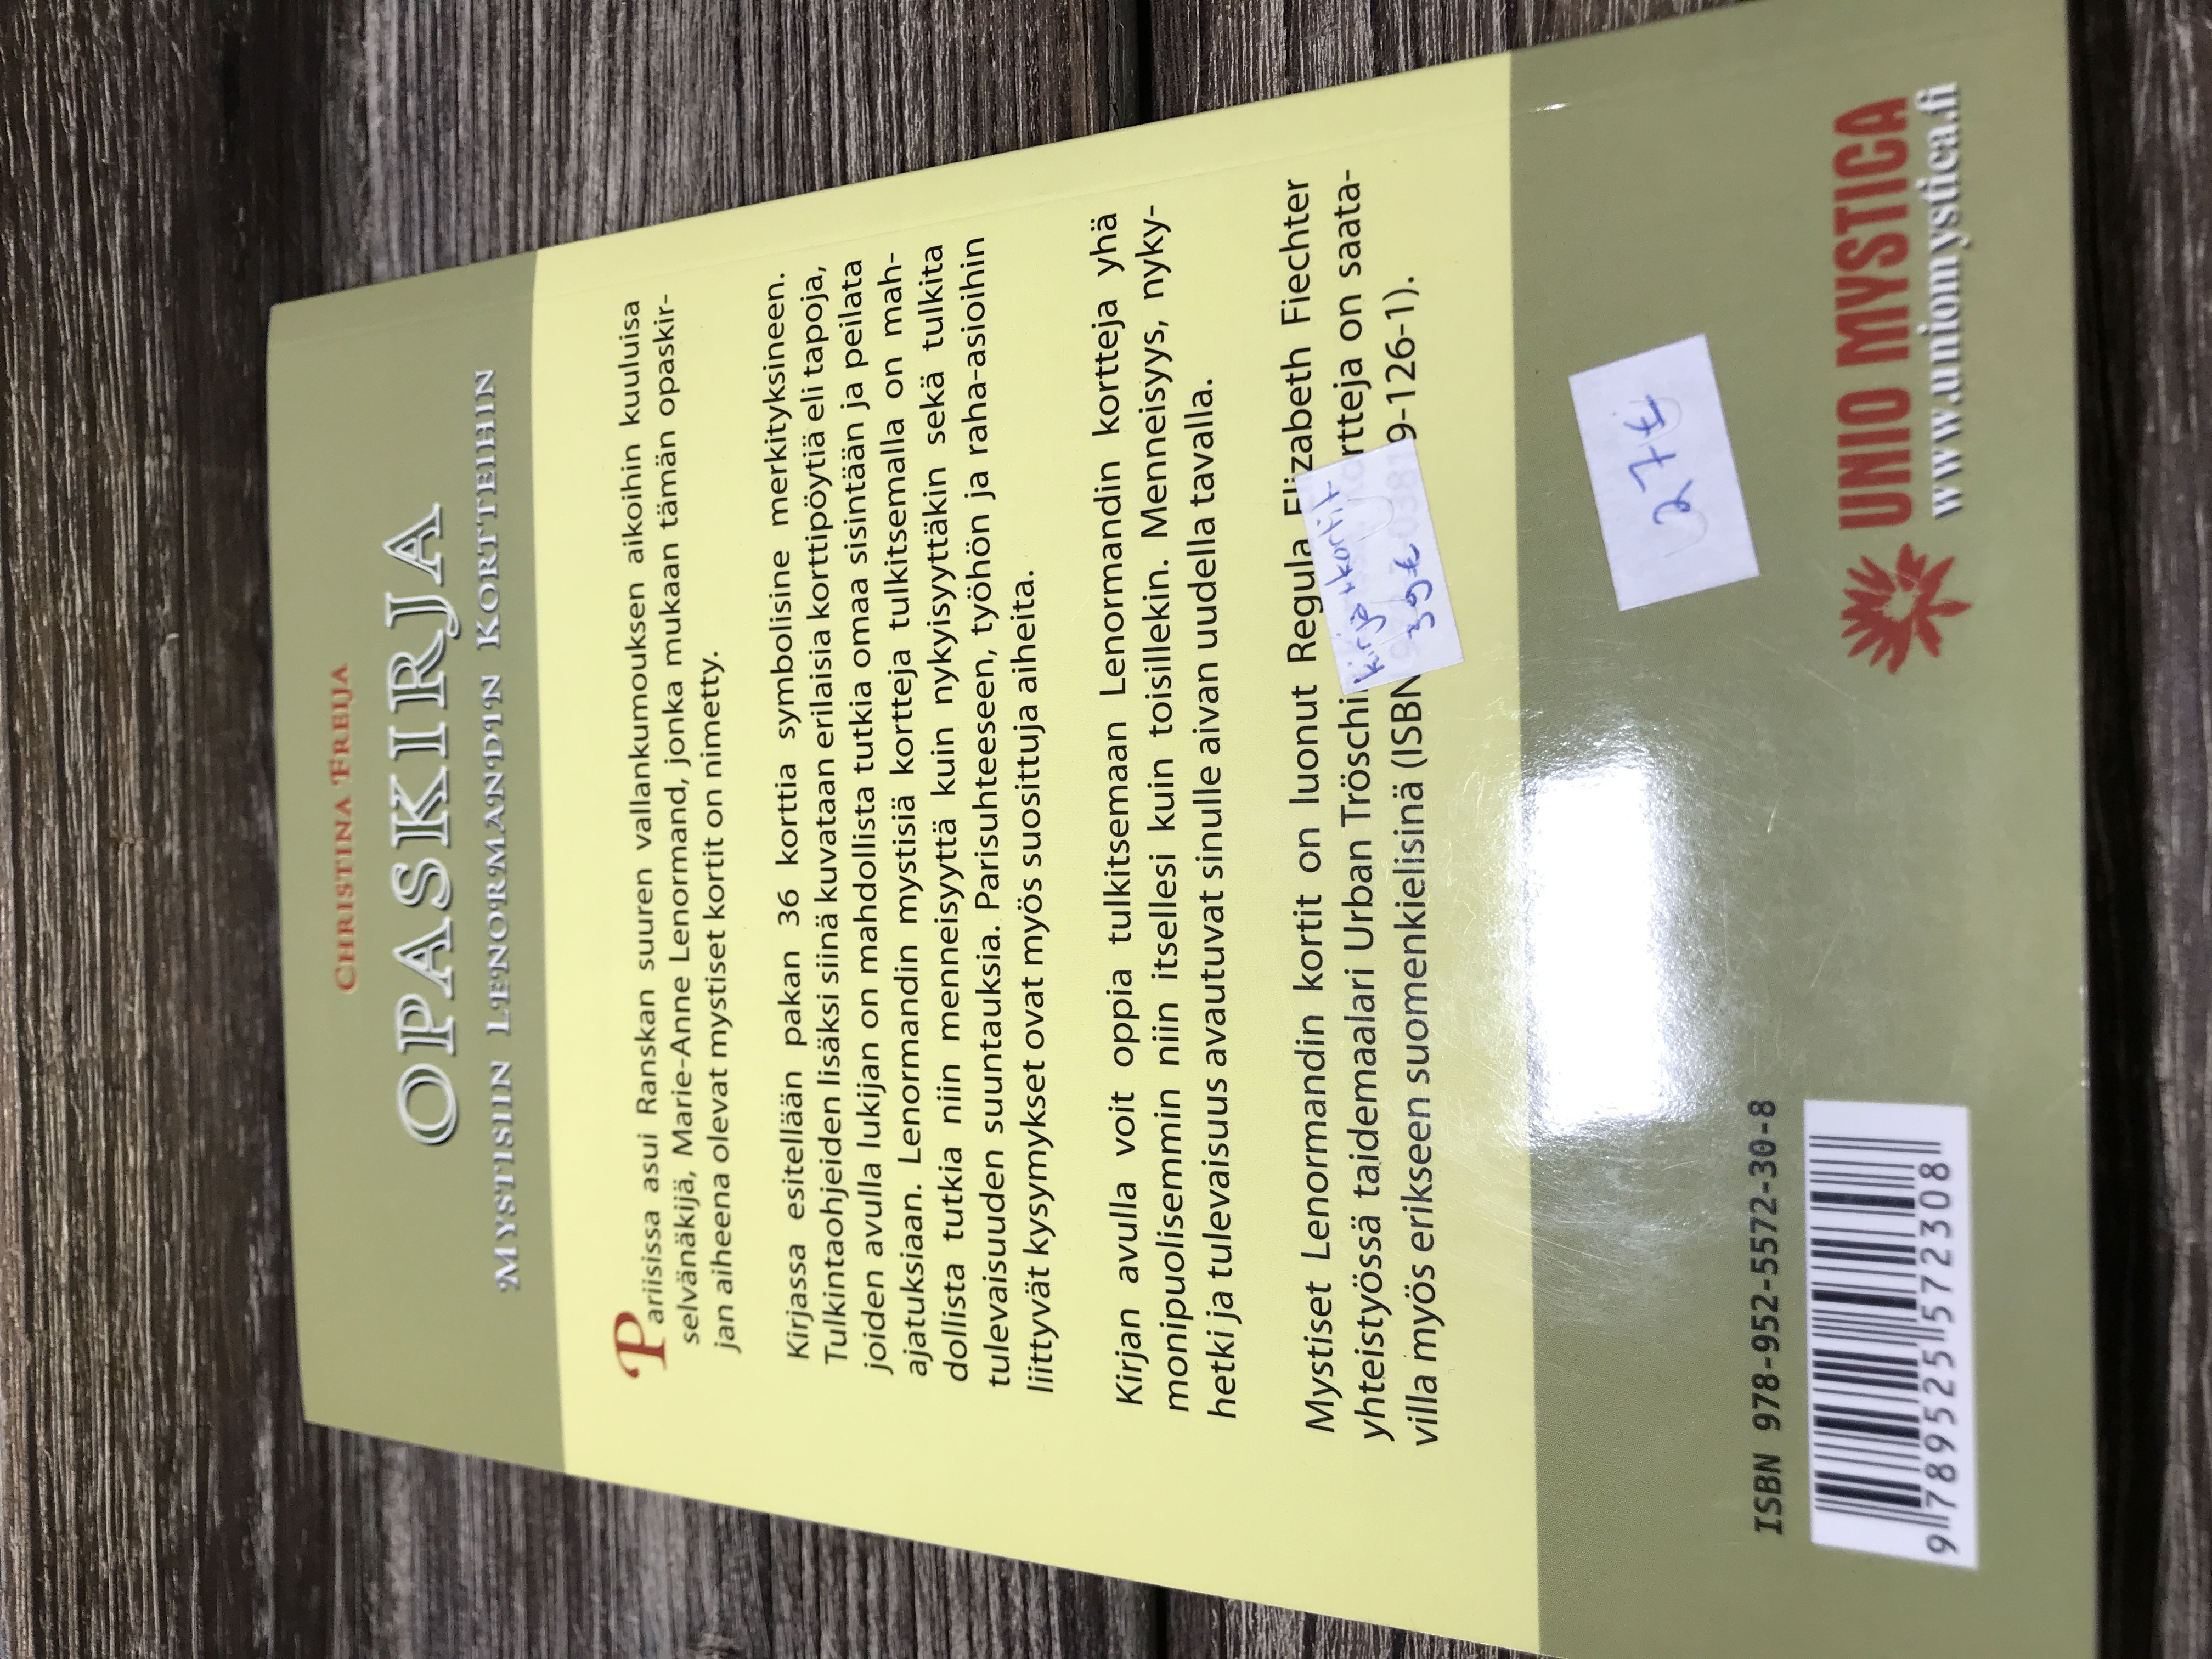 CHRISTINA FREIJA
OPASKIRJA
MYSTISIIN LENORMANDIN KORTTEIHIN
Pariisissa asui Ranskan suuren vallankumouksen aikoihin kuuluisa
selvänäkijä, Marie-Anne Lenormand, jonka mukaan tämän opaskir-
jan aiheena olevat mystiset kortit on nimetty.
Kirjassa esitellään pakan 36 korttia symbolisine merkityksineen.
Tulkintaohjeiden lisäksi siinä kuvataan erilaisia korttipöytiä eli tapoja,
joiden avulla lukijan on mahdollista tutkia omaa sisintään ja peilata
ajatuksiaan. Lenormandin mystisiä kortteja tulkitsemalla on mah-
dollista tutkia niin menneisyyttä kuin nykyisyyttäkin sekä tulkita
tulevaisuuden suuntauksia. Parisuhteeseen, työhön ja raha-asioihin
liittyvät kysymykset ovat myös suosittuja aiheita.
Kirjan avulla voit oppia tulkitsemaan Lenormandin kortteja yhä
monipuolisemmin niin itsellesi kuin toisillekin. Menneisyys, nyky-
hetki ja tulevaisuus avautuvat sinulle aivan uudella tavalla.
Mystiset Lenormandin kortit on luonut Regula Elizabeth Fiechter
yhteistyössä taidemaalari Urban Tröschi rtteja on saata-
villa myös erikseen suomenkielisinä (ISBN 9-126-1).
kirja+kortit
39€
27€
UNIO MYSTICA
www.uniomystica.fi
ISBN 978-952-5572-30-8
9 789525 572308